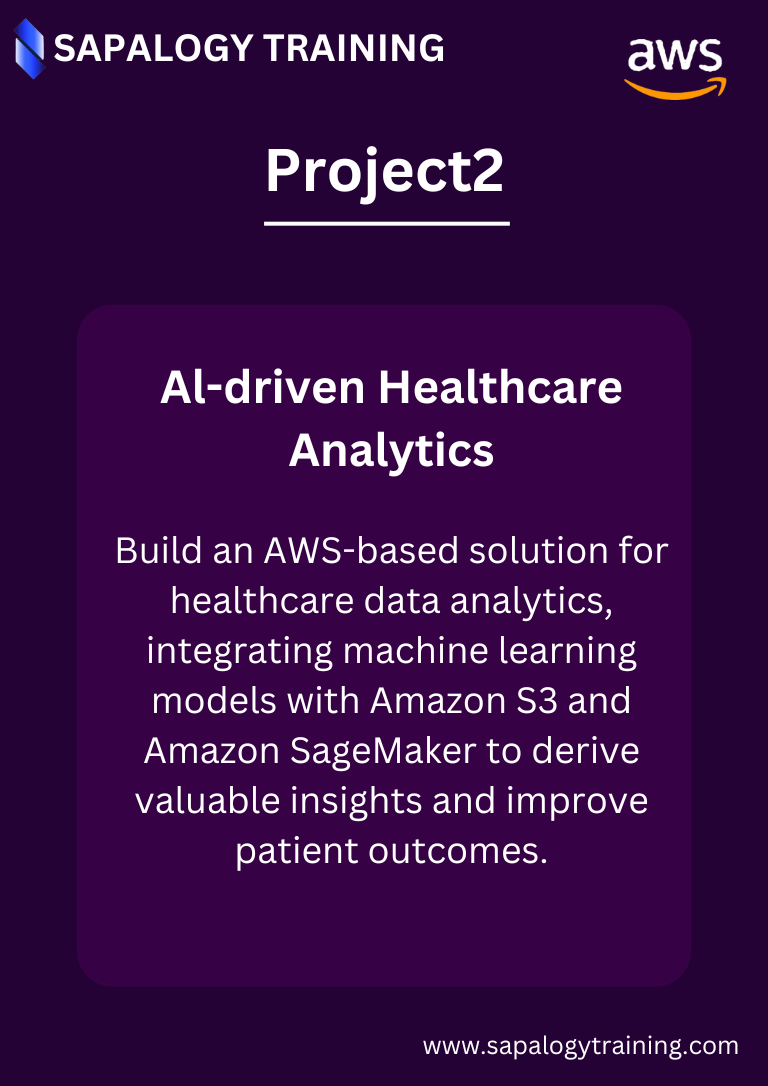 SAPALOGY TRAINING
aws
Project2
AI-driven Healthcare
Analytics
Build an AWS-based solution for
healthcare data analytics,
integrating machine learning
models with Amazon S3 and
Amazon SageMaker to derive
valuable insights and improve
patient outcomes.
www.sapalogytraining.com